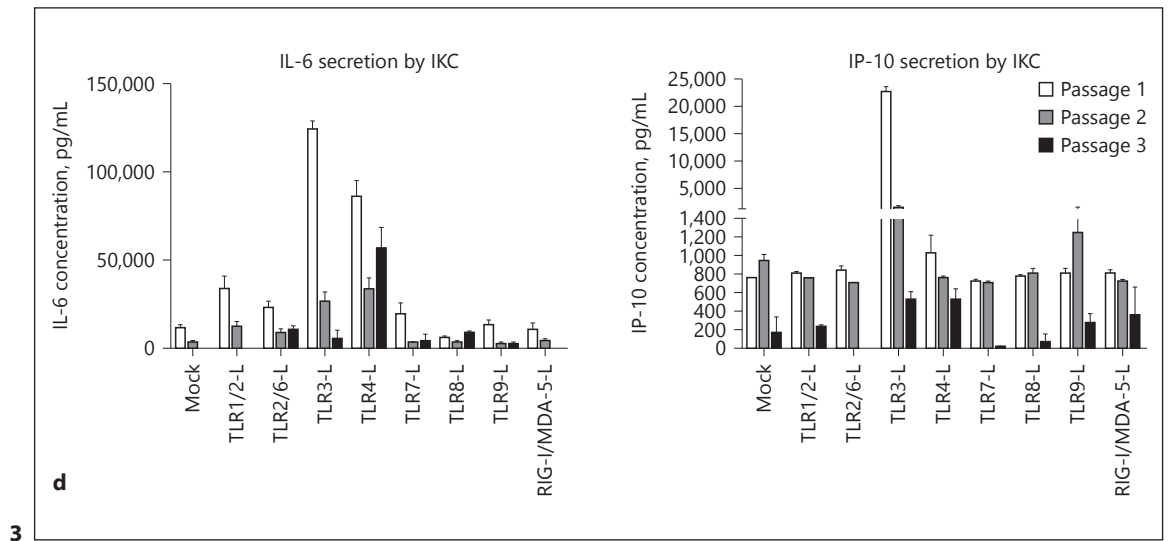 IL-6 secretion by IKC
IL-6 concentration, pg/mL
150,000
100,000
50,000
0
Mock
TLR1/2-L
TLR2/6-L
TLR3-L
TLR4-L
TLR7-L
TLR8-L
TLR9-L
RIG-I/MDA-5-L
IP-10 secretion by IKC
IP-10 concentration, pg/mL
25,000
20,000
15,000
10,000
5,000
1,400
1,200
1,000
800
600
400
200
0
Passage 1
Passage 2
Passage 3
Mock
TLR1/2-L
TLR2/6-L
TLR3-L
TLR4-L
TLR7-L
TLR8-L
TLR9-L
RIG-I/MDA-5-L
d
3